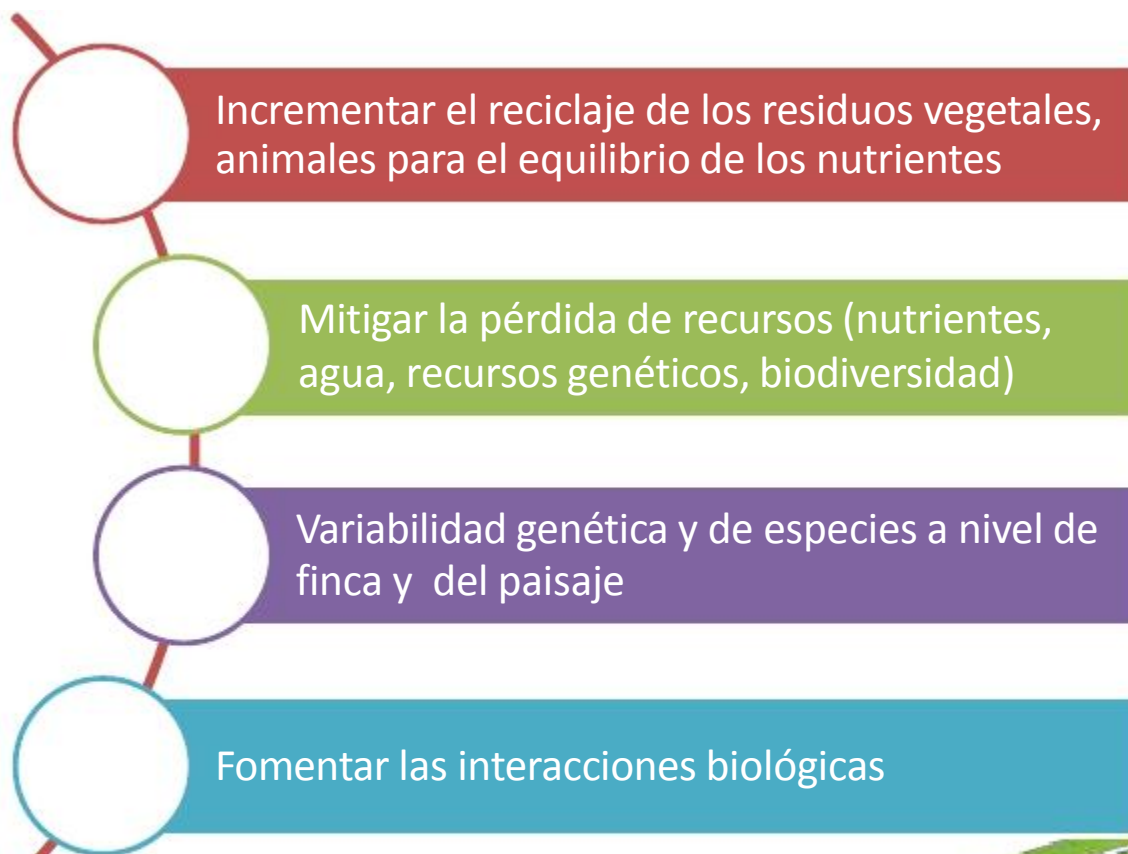 Incrementar el reciclaje de los residuos vegetales,
animales para el equilibrio de los nutrientes
Mitigar la pérdida de recursos (nutrientes,
agua, recursos genéticos, biodiversidad)
Variabilidad genética y de especies a nivel de
finca y  del paisaje
Fomentar las interacciones biológicas